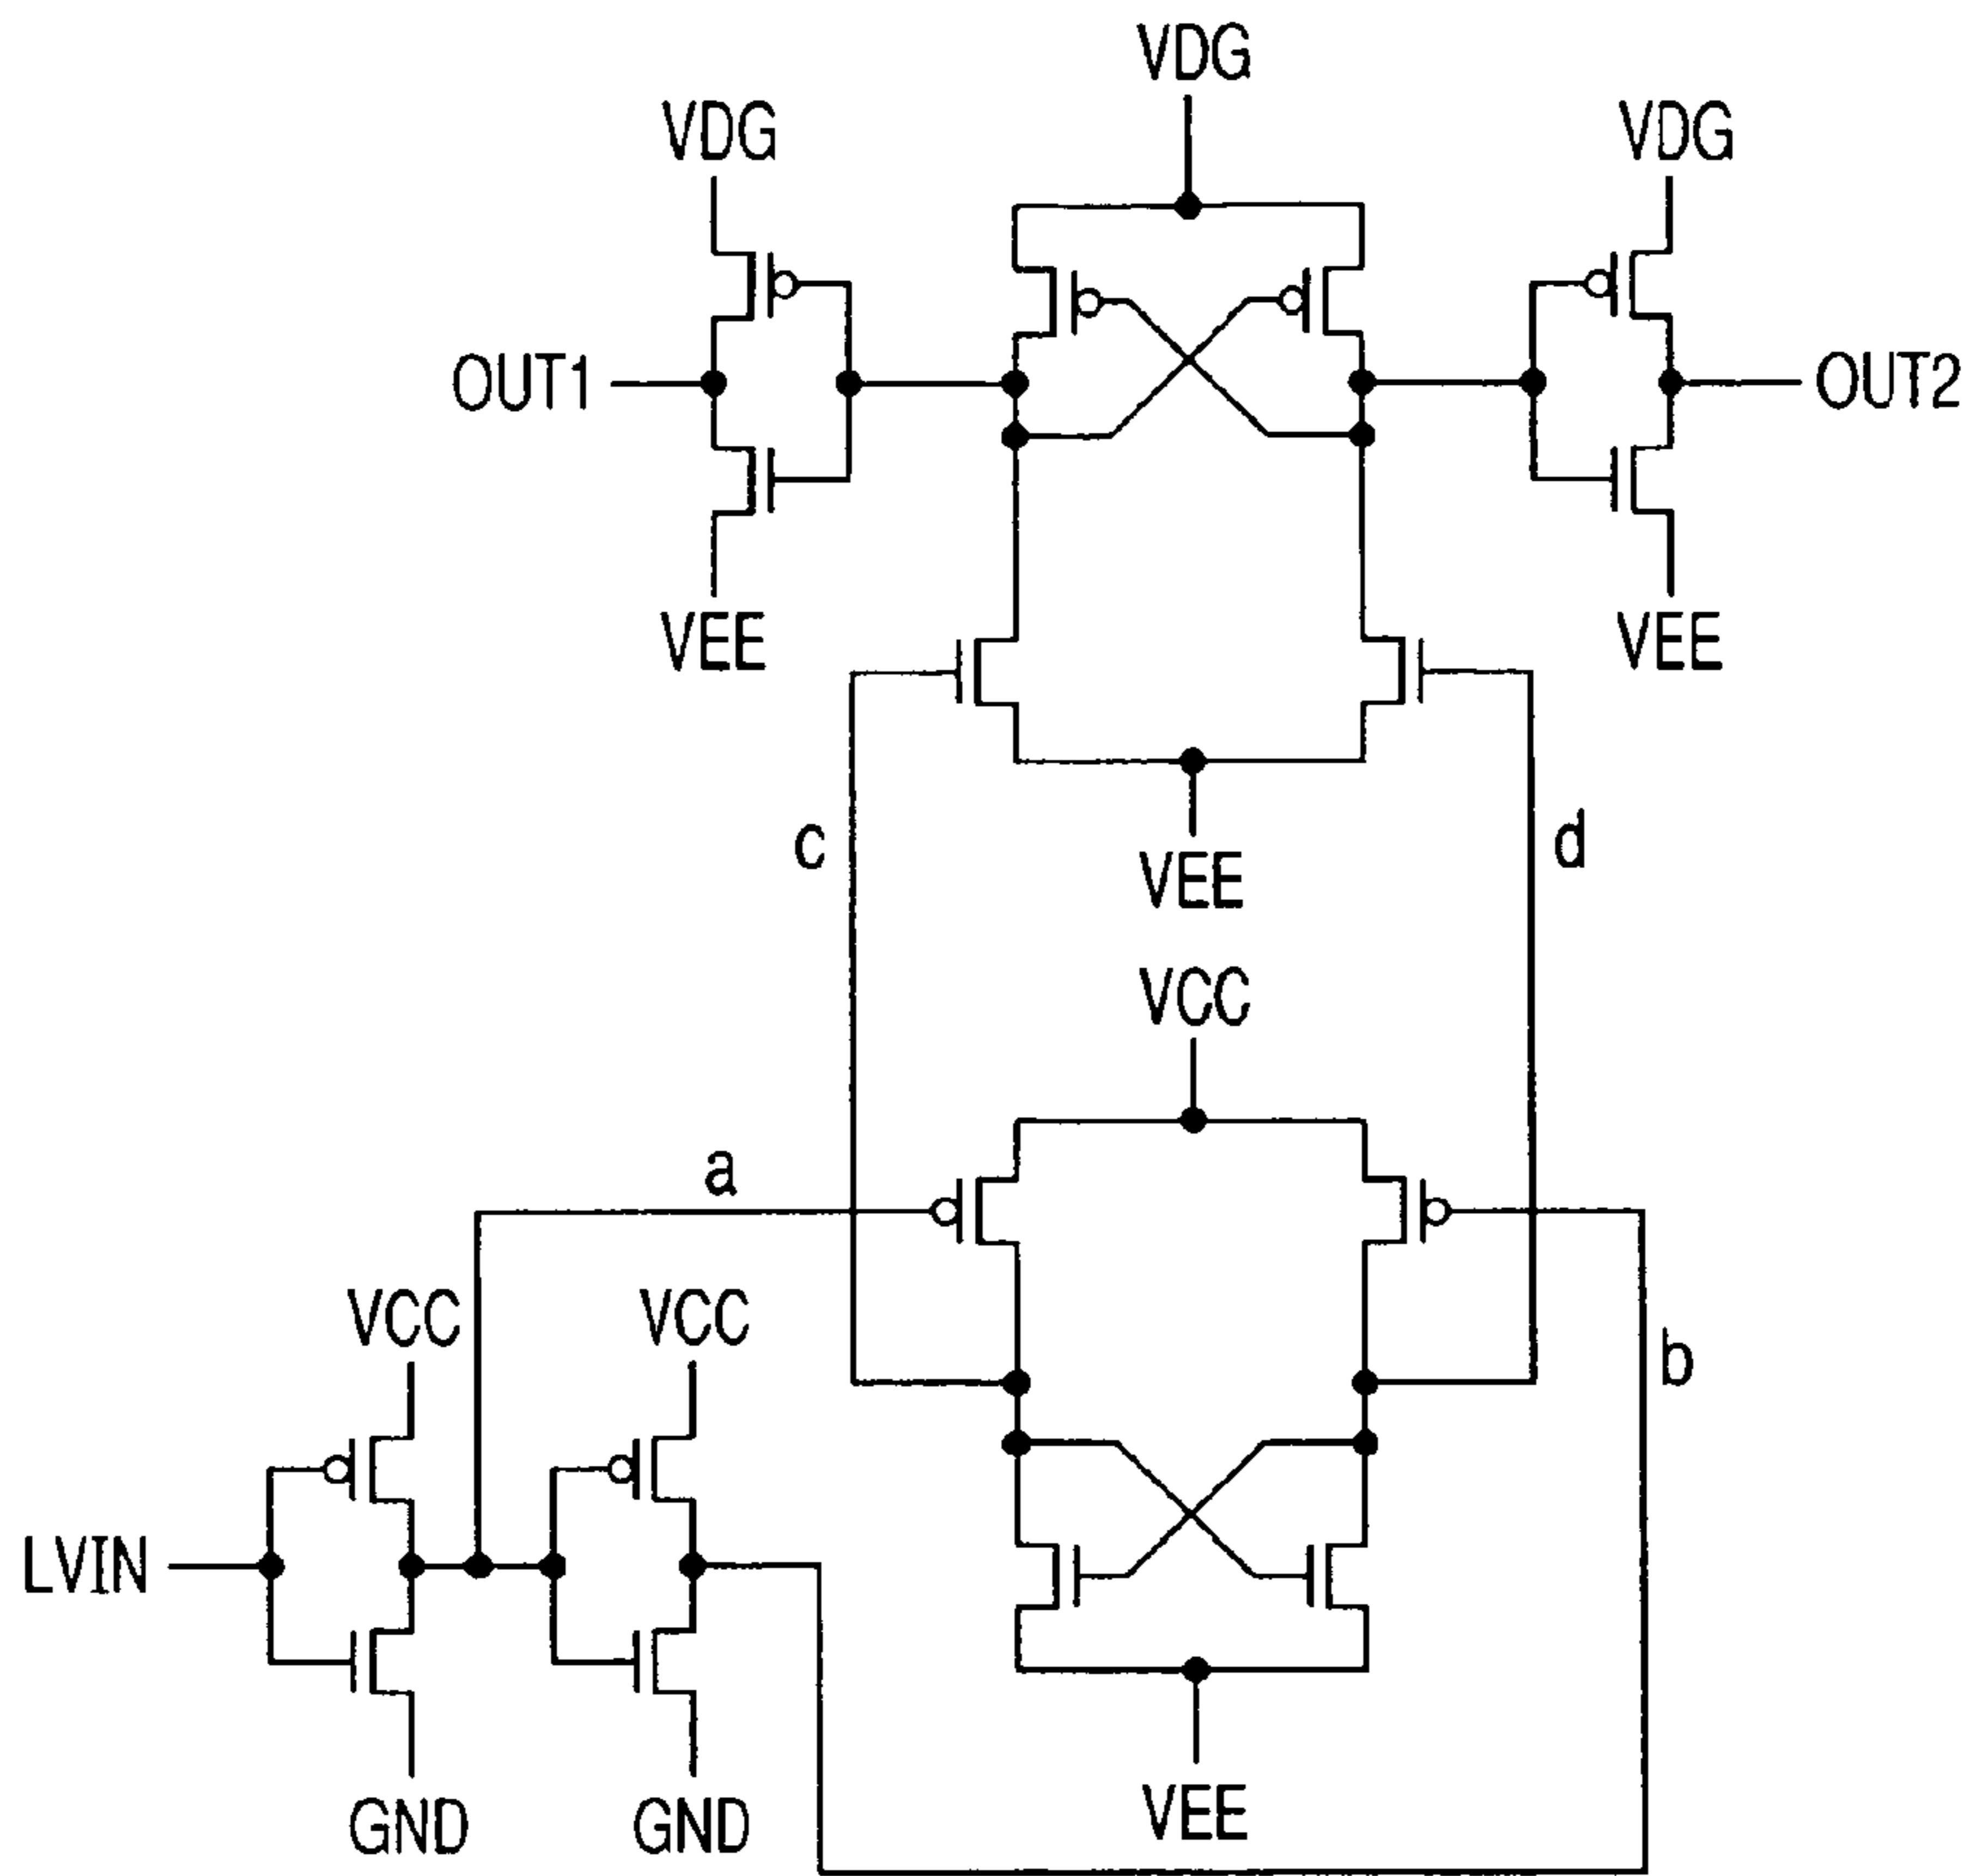 VDG
VDG
VDG
OUT1
OUT2
VEE
VEE
c
d
VEE
VCC
a
VCC
VCC
b
LVIN
GND
GND
VEE